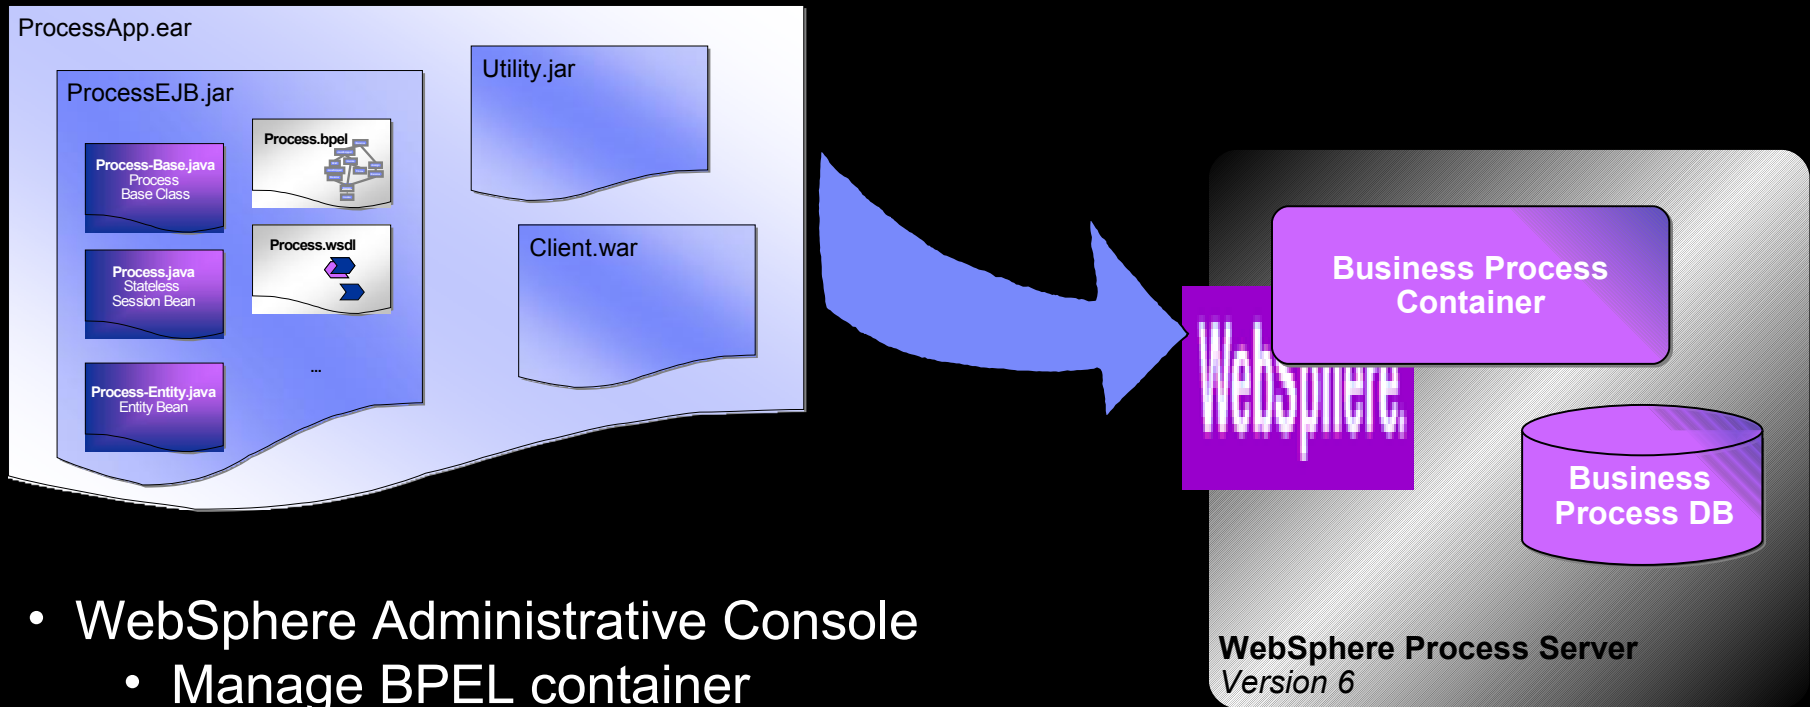 ProcessApp.ear
ProcessEJB.jar
Process-Base.java
Process
Base Class
Process.bpel
Process.java
Stateless
Session Bean
Process.wsdl
Process-Entity.java
Entity Bean
...
Utility.jar
Client.war
WebSphere.
Business Process
Container
Business
Process DB
WebSphere Process Server
Version 6
• WebSphere Administrative Console
• Manage BPEL container